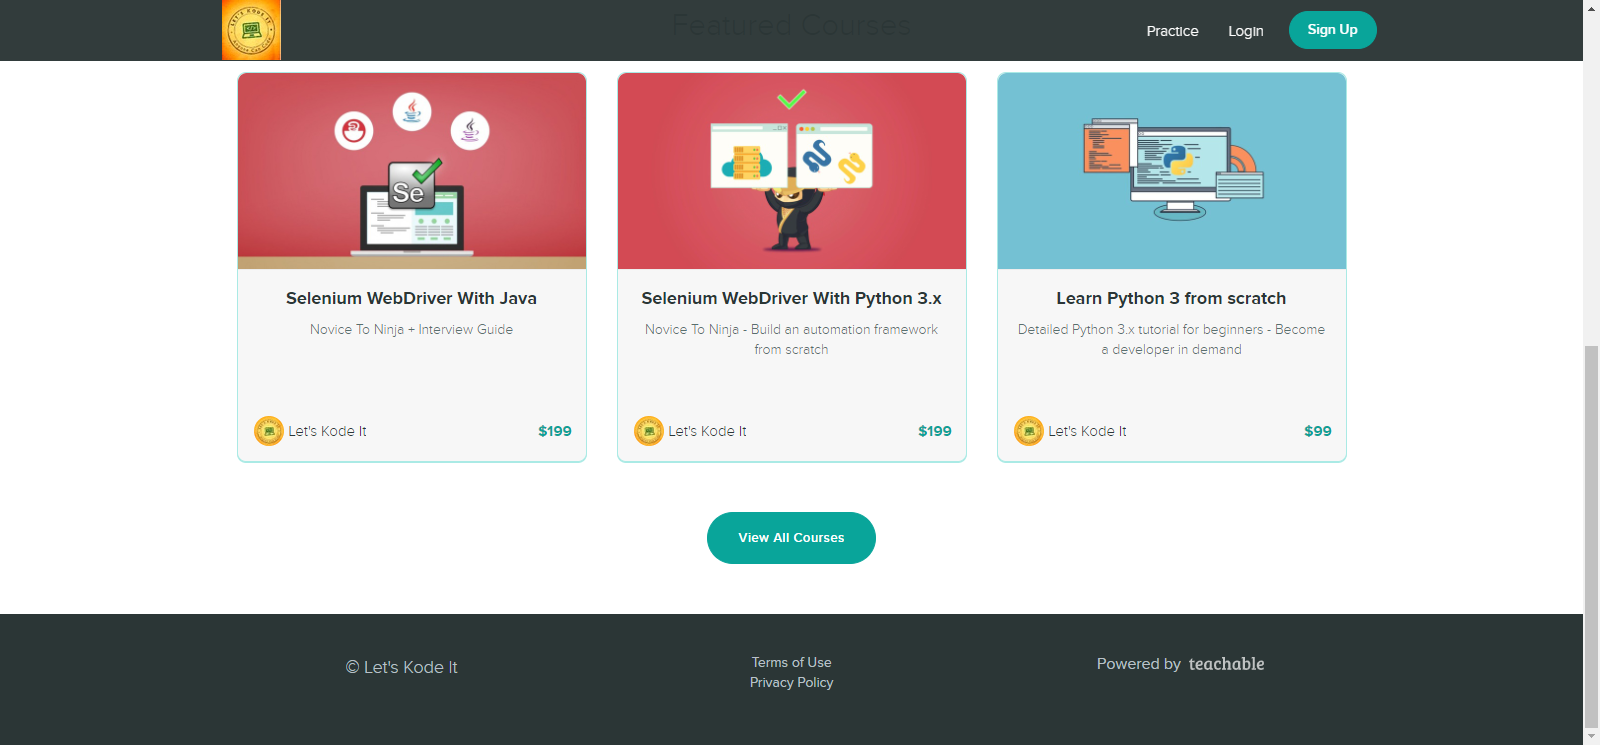 LET'S KODE IT
Featured Courses
Practice
Login
Sign Up
Se
Selenium WebDriver With Java
Novice To Ninja + Interview Guide
Let's Kode It
$199
Selenium WebDriver With Python 3.x
Novice To Ninja - Build an automation framework
from scratch
Let's Kode It
$199
Learn Python 3 from scratch
Detailed Python 3.x tutorial for beginners - Become
a developer in demand
Let's Kode It
$99
View All Courses
© Let's Kode It
Terms of Use
Privacy Policy
Powered by teachable